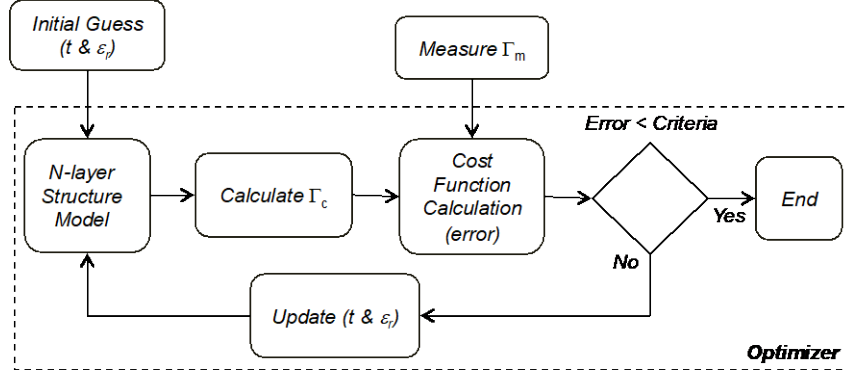 Initial Guess
(t & εr)
Measure Γm
Error < Criteria
N-layer
Structure
Model
Calculate Γc
Cost
Function
Calculation
(error)
Yes
End
No
Update (t & εr)
Optimizer